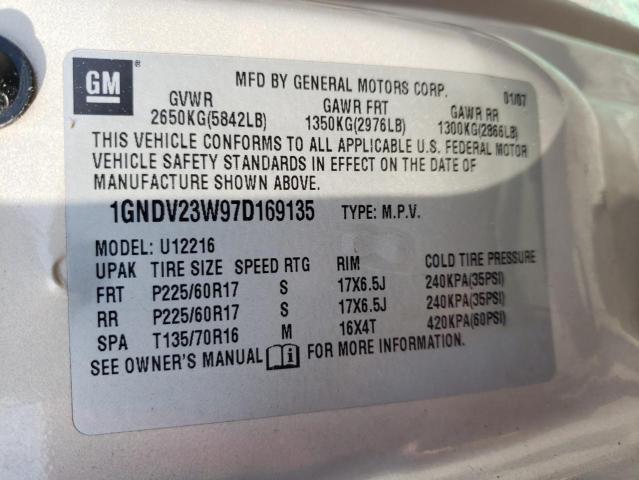 GM ®
MFD BY GENERAL MOTORS CORP. 01/07
GVWR GAWR FRT GAWR RR
2650KG(5842LB) 1350KG(2976LB) 1300KG(2866LB)
THIS VEHICLE CONFORMS TO ALL APPLICABLE U.S. FEDERAL MOTOR
VEHICLE SAFETY STANDARDS IN EFFECT ON THE DATE OF
MANUFACTURE SHOWN ABOVE.
1GNDV23W97D169135 TYPE: M.P.V.
MODEL: U12216
UPAK TIRE SIZE SPEED RTG RIM COLD TIRE PRESSURE
FRT P225/60R17 S 17X6.5J 240KPA(35PSI)
RR P225/60R17 S 17X6.5J 240KPA(35PSI)
SPA T135/70R16 M 16X4T 420KPA(60PSI)
SEE OWNER'S MANUAL FOR MORE INFORMATION.